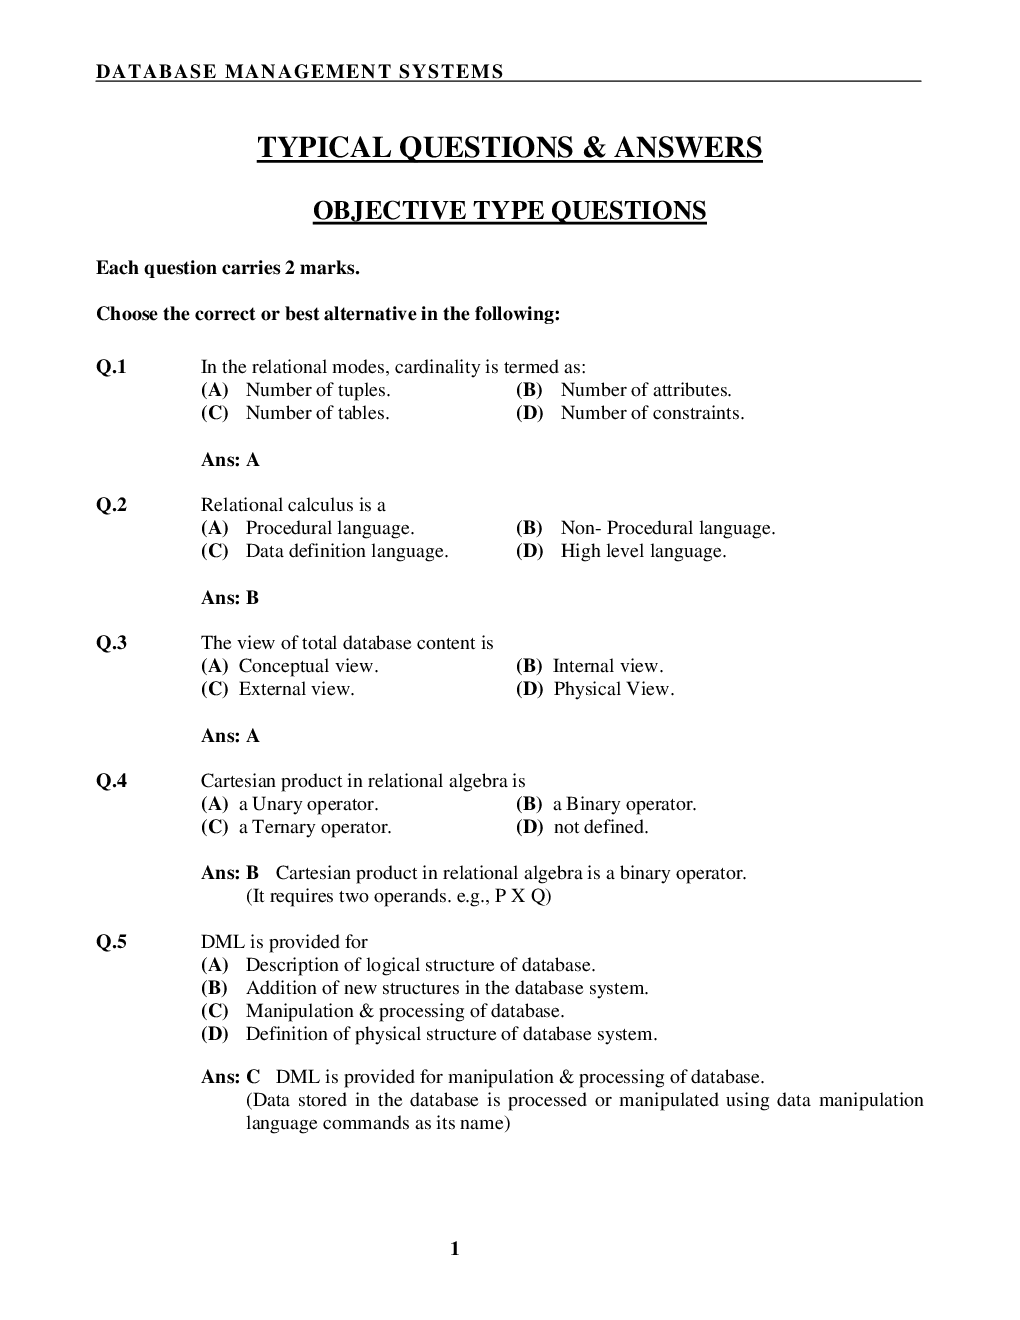 DATABASE MANAGEMENT SYSTEMS
TYPICAL QUESTIONS & ANSWERS
OBJECTIVE TYPE QUESTIONS
Each question carries 2 marks.
Choose the correct or best alternative in the following:
Q.1 In the relational modes, cardinality is termed as:
(A) Number of tuples. (B) Number of attributes.
(C) Number of tables. (D) Number of constraints.
Ans: A
Q.2 Relational calculus is a
(A) Procedural language. (B) Non- Procedural language.
(C) Data definition language. (D) High level language.
Ans: B
Q.3 The view of total database content is
(A) Conceptual view. (B) Internal view.
(C) External view. (D) Physical View.
Ans: A
Q.4 Cartesian product in relational algebra is
(A) a Unary operator. (B) a Binary operator.
(C) a Ternary operator. (D) not defined.
Ans: B Cartesian product in relational algebra is a binary operator.
(It requires two operands. e.g., P X Q)
Q.5 DML is provided for
(A) Description of logical structure of database.
(B) Addition of new structures in the database system.
(C) Manipulation & processing of database.
(D) Definition of physical structure of database system.
Ans: C DML is provided for manipulation & processing of database.
(Data stored in the database is processed or manipulated using data manipulation
language commands as its name)
1